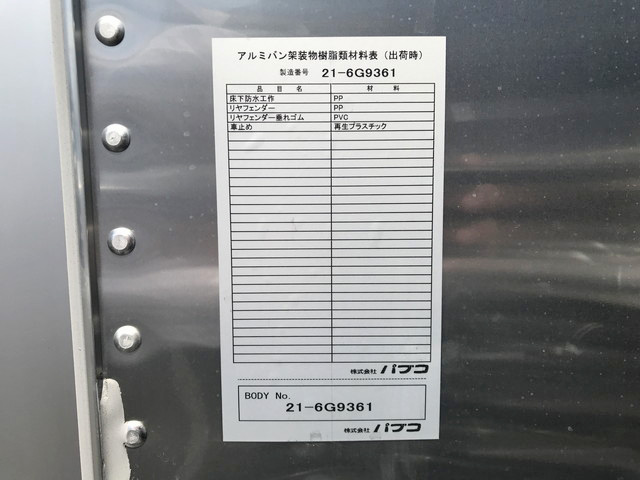 アルミバン架装物樹脂類材料表（出荷時）
製造番号 21-6G9361
品目名 材料
床下防水工作 PP
リヤフェンダー PP
リヤフェンダー垂れゴム PVC
車止め 再生プラスチック
株式会社 パブコ
BODY No.
21-6G9361
株式会社 パブコ